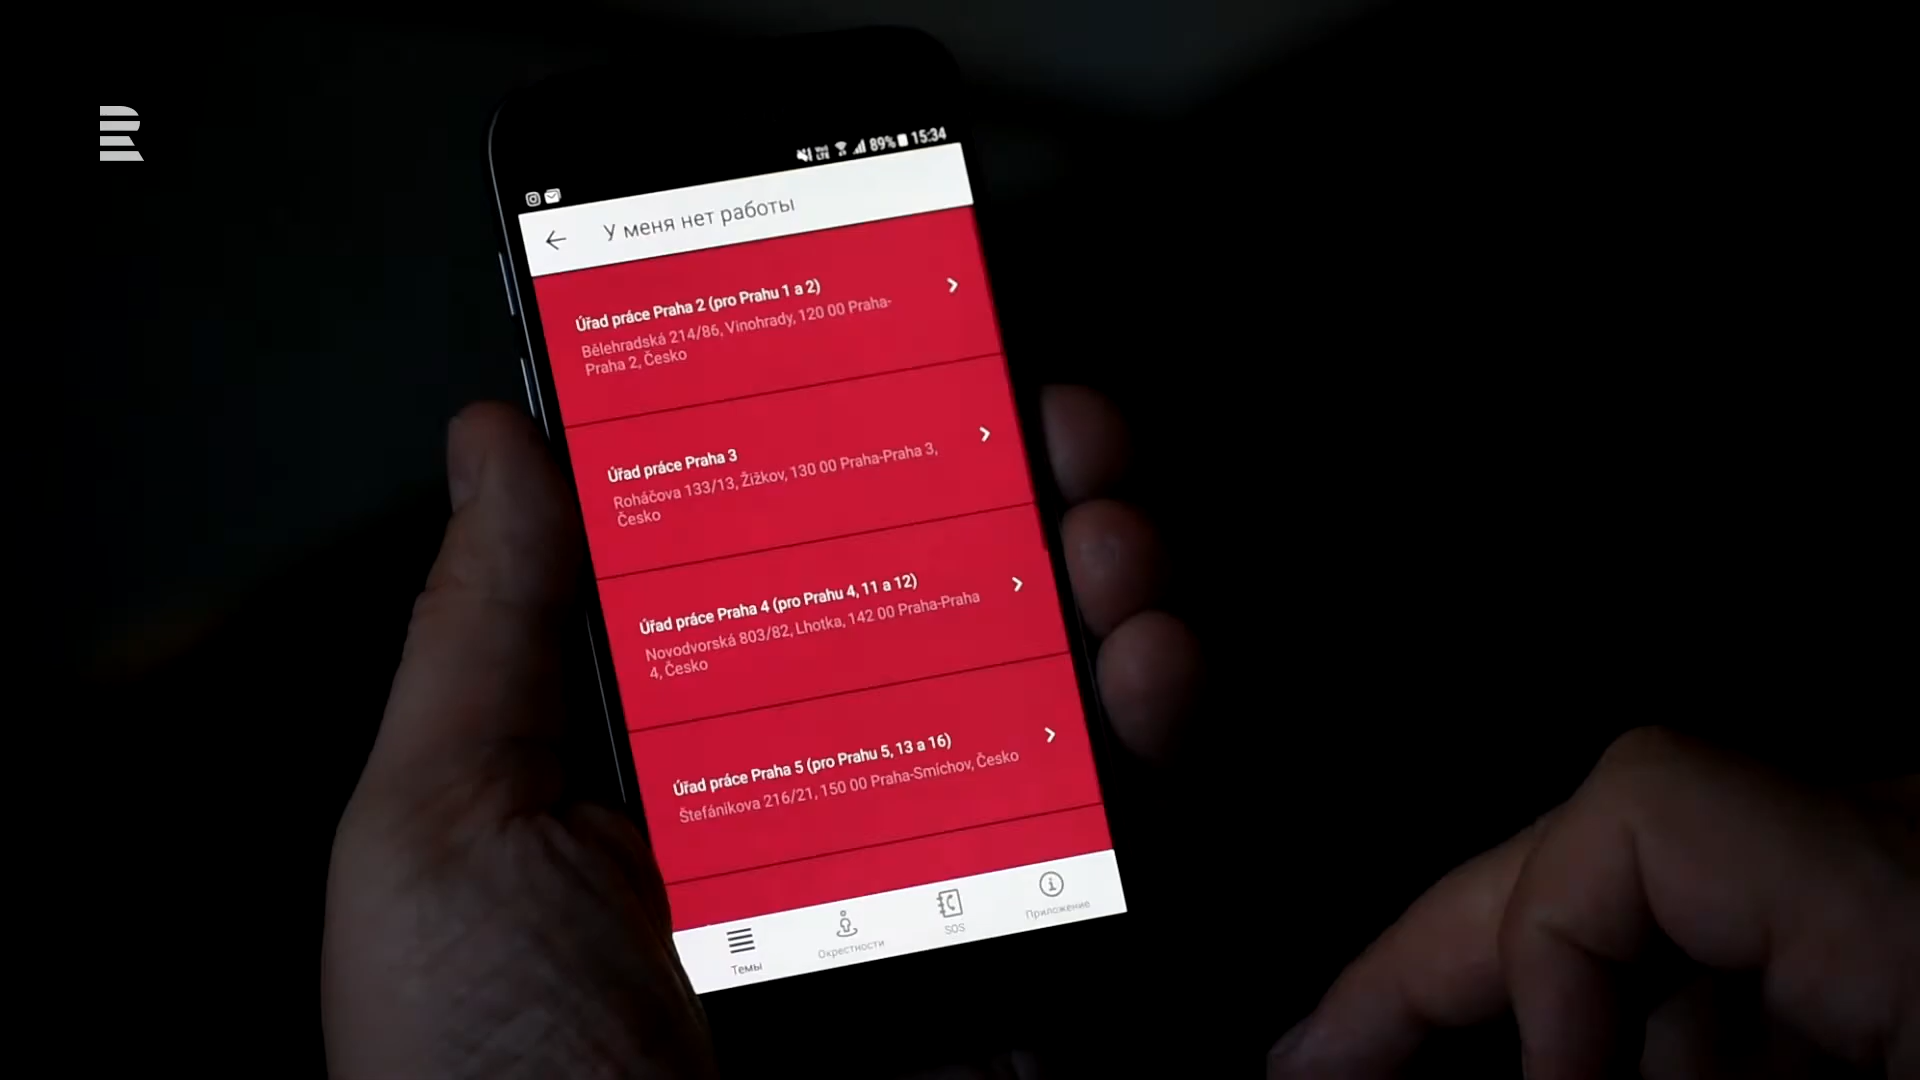 89% 15:34
У меня нет работы
Úřad práce Praha 2 (pro Prahu 1 a 2)
Bělehradská 214/86, Vinohrady, 120 00 Praha-
Praha 2, Česko
Úřad práce Praha 3
Roháčova 133/13, Žižkov, 130 00 Praha-Praha 3,
Česko
Úřad práce Praha 4 (pro Prahu 4, 11 a 12)
Novodvorská 803/82, Lhotka, 142 00 Praha-Praha
4, Česko
Úřad práce Praha 5 (pro Prahu 5, 13 a 16)
Štefánikova 216/21, 150 00 Praha-Smíchov, Česko
Темы
Окрестности
SOS
Приложение